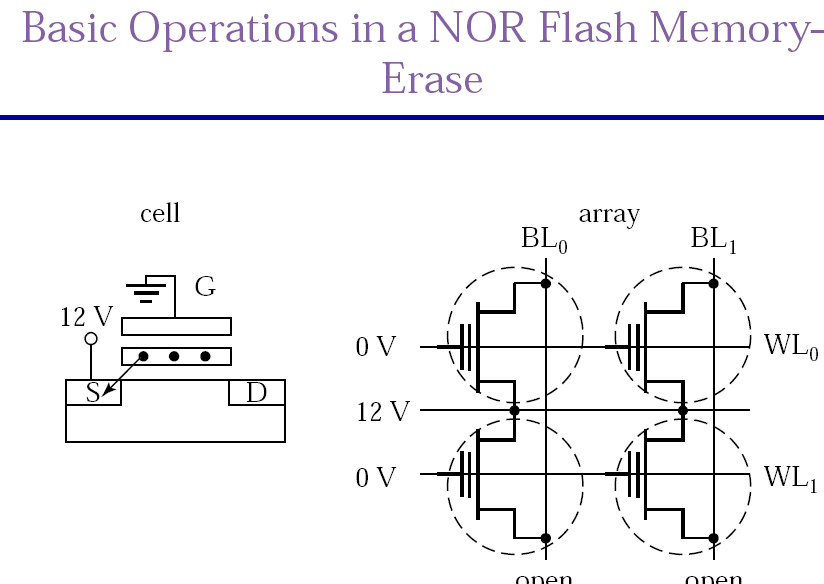 Basic Operations in a NOR Flash Memory-
Erase
cell
array
BL0
BL1
G
12 V
S
D
0 V
WL0
12 V
0 V
WL1
open
open